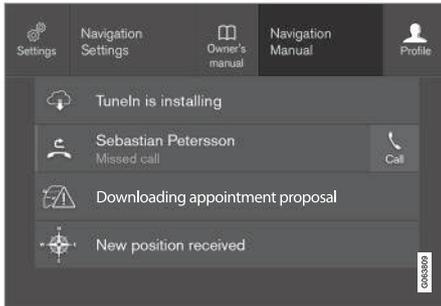 Settings
Navigation
Settings
Owner's
manual
Navigation
Manual
Profile
TuneIn is installing
Sebastian Petersson
Missed call
Call
Downloading appointment proposal
New position received
G063809